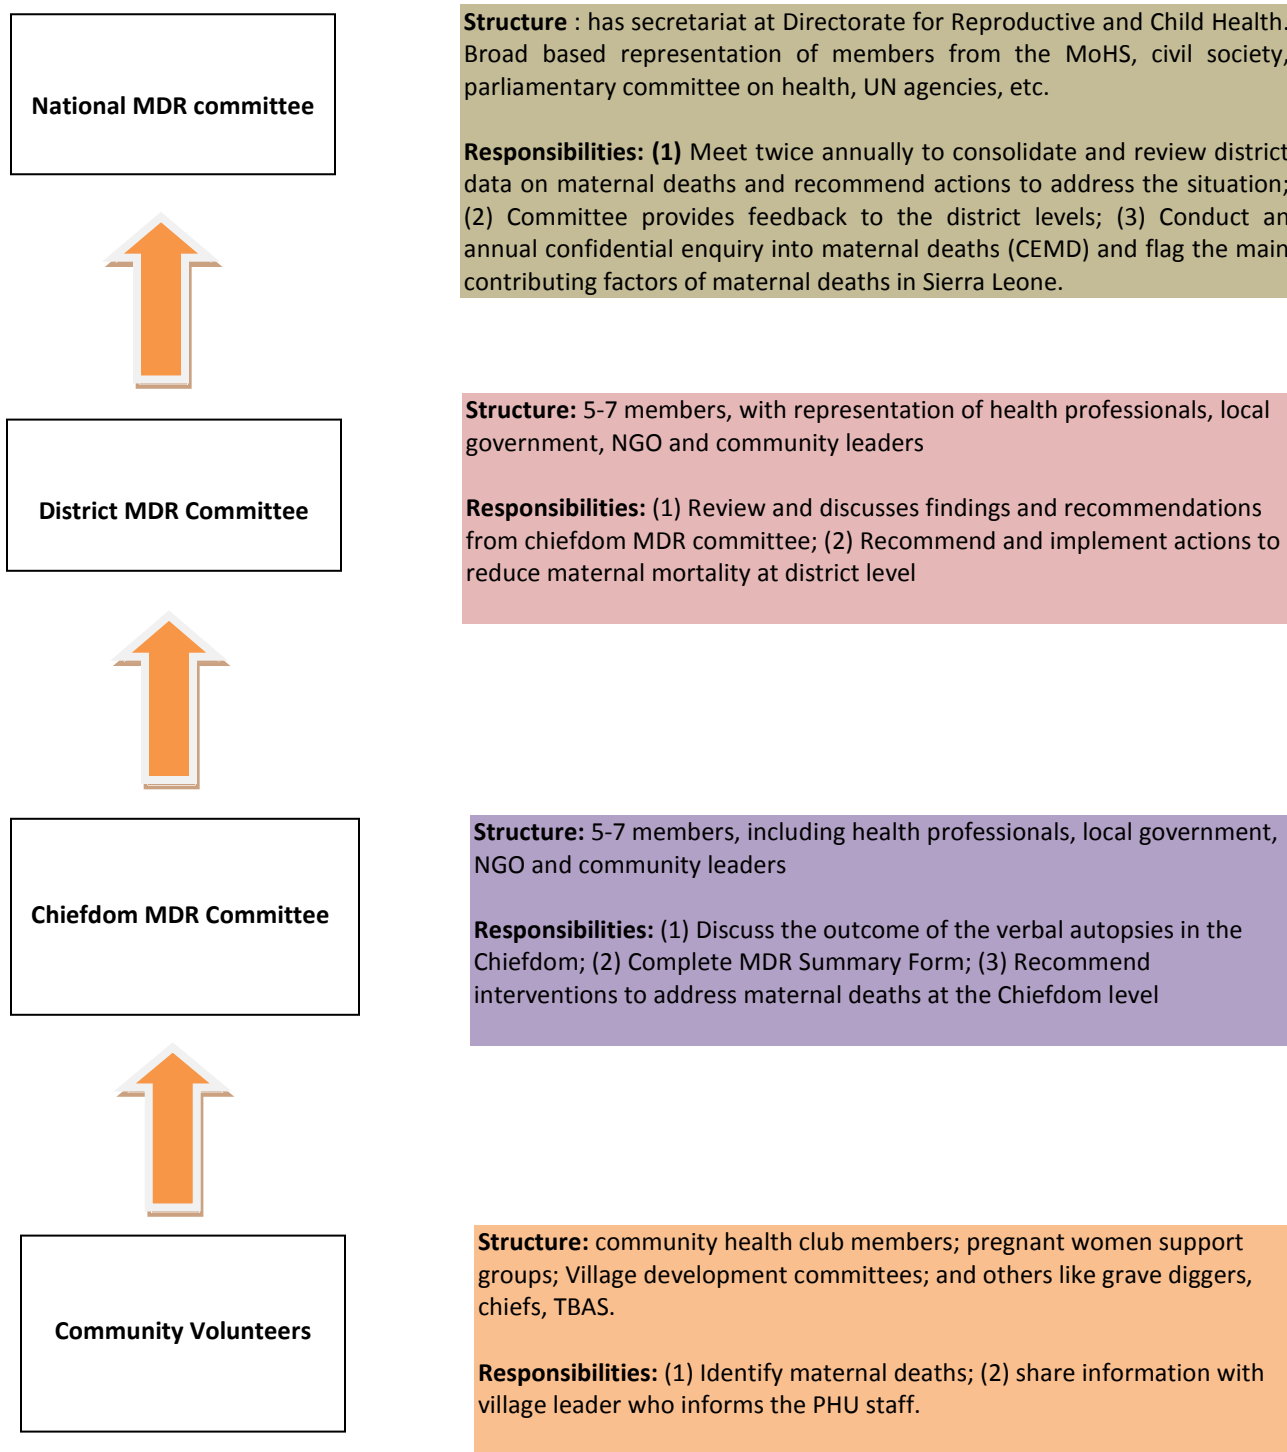 National MDR committee
Structure : has secretariat at Directorate for Reproductive and Child Health.
Broad based representation of members from the MoHS, civil society,
parliamentary committee on health, UN agencies, etc.
Responsibilities: (1) Meet twice annually to consolidate and review district
data on maternal deaths and recommend actions to address the situation;
(2) Committee provides feedback to the district levels; (3) Conduct an
annual confidential enquiry into maternal deaths (CEMD) and flag the main
contributing factors of maternal deaths in Sierra Leone.
District MDR Committee
Structure: 5-7 members, with representation of health professionals, local
government, NGO and community leaders
Responsibilities: (1) Review and discusses findings and recommendations
from chiefdom MDR committee; (2) Recommend and implement actions to
reduce maternal mortality at district level
Chiefdom MDR Committee
Structure: 5-7 members, including health professionals, local government,
NGO and community leaders
Responsibilities: (1) Discuss the outcome of the verbal autopsies in the
Chiefdom; (2) Complete MDR Summary Form; (3) Recommend
interventions to address maternal deaths at the Chiefdom level
Community Volunteers
Structure: community health club members; pregnant women support
groups; Village development committees; and others like grave diggers,
chiefs, TBAS.
Responsibilities: (1) Identify maternal deaths; (2) share information with
village leader who informs the PHU staff.